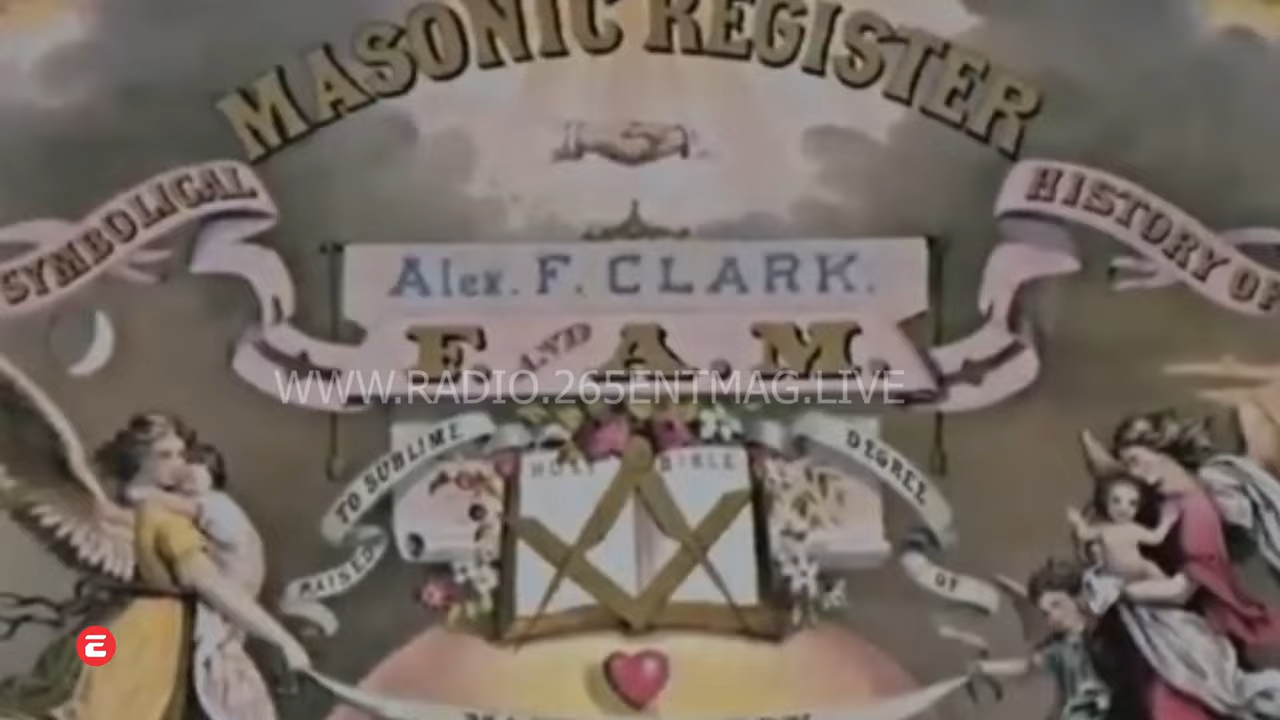 MASONIC REGISTER
SYMBOLICAL
HISTORY OF
Alex. F. CLARK.
F. AND A. M.
WWW.RADIO.265ENTMAG.LIVE
TO SUBLIME
DEGREE
HOLY BIBLE
RAISED
OF